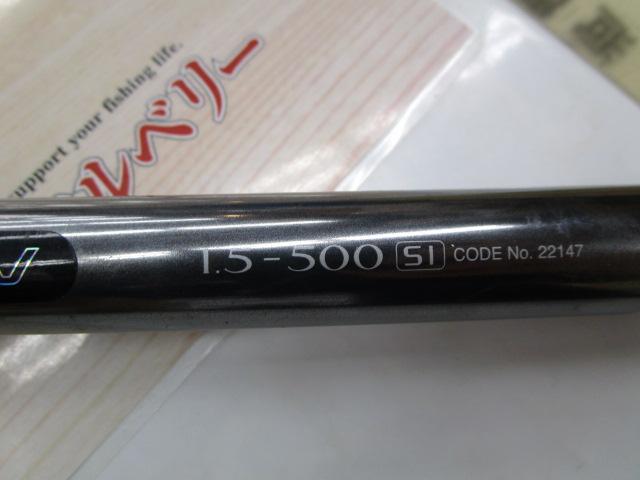 support your fishing life.
ルベリー
1.5-500 SI CODE No. 22147